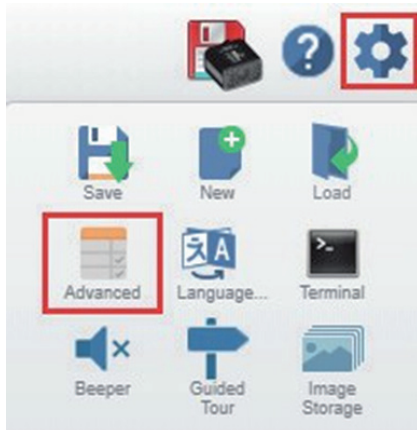 Save New Load
Advanced Language... Terminal
Beeper Guided Tour Image Storage